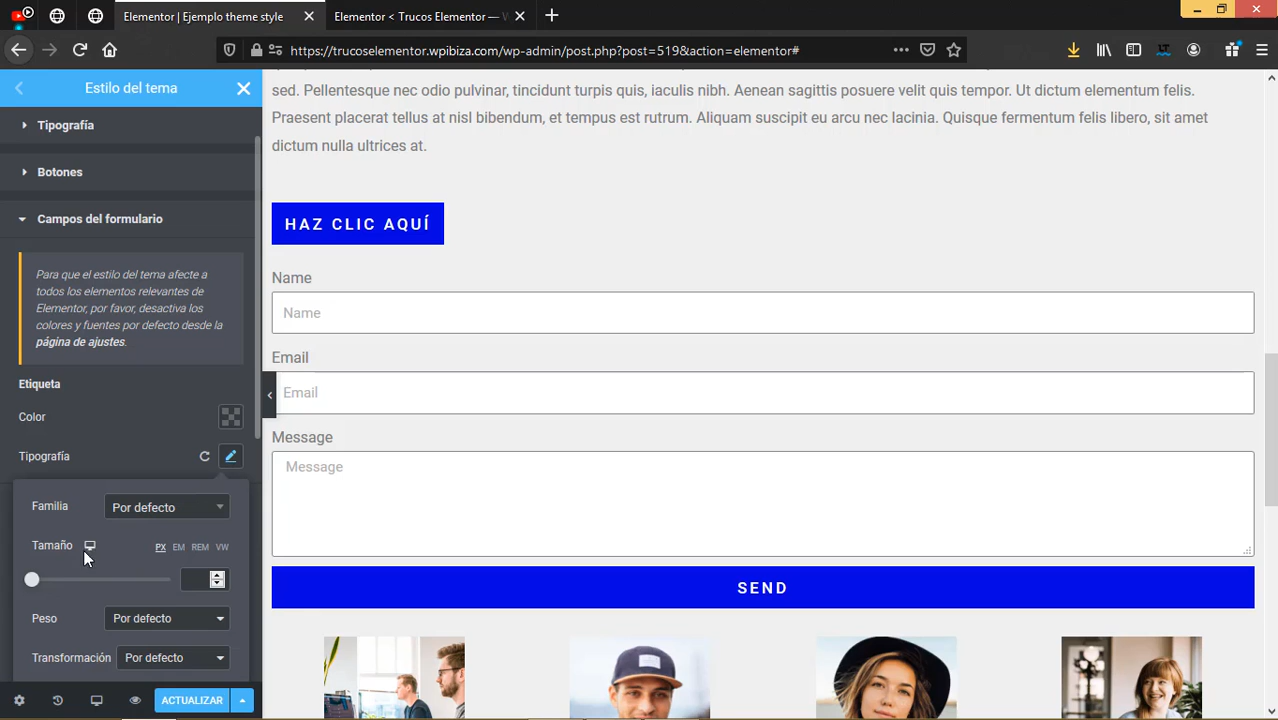 Elementor | Ejemplo theme style
Elementor < Trucos Elementor —
https://trucoselementor.wpibiza.com/wp-admin/post.php?post=519&action=elementor#
Estilo del tema
Tipografía
Botones
Campos del formulario
Para que el estilo del tema afecte a
todos los elementos relevantes de
Elementor, por favor, desactiva los
colores y fuentes por defecto desde la
página de ajustes.
Etiqueta
Color
Tipografía
Familia
Por defecto
Tamaño
PX EM REM VW
Peso
Por defecto
Transformación
Por defecto
ACTUALIZAR
sed. Pellentesque nec odio pulvinar, tincidunt turpis quis, iaculis nibh. Aenean sagittis posuere velit quis tempor. Ut dictum elementum felis.
Praesent placerat tellus at nisl bibendum, et tempus est rutrum. Aliquam suscipit eu arcu nec lacinia. Quisque fermentum felis libero, sit amet
dictum nulla ultrices at.
HAZ CLIC AQUÍ
Name
Name
Email
Email
Message
Message
SEND